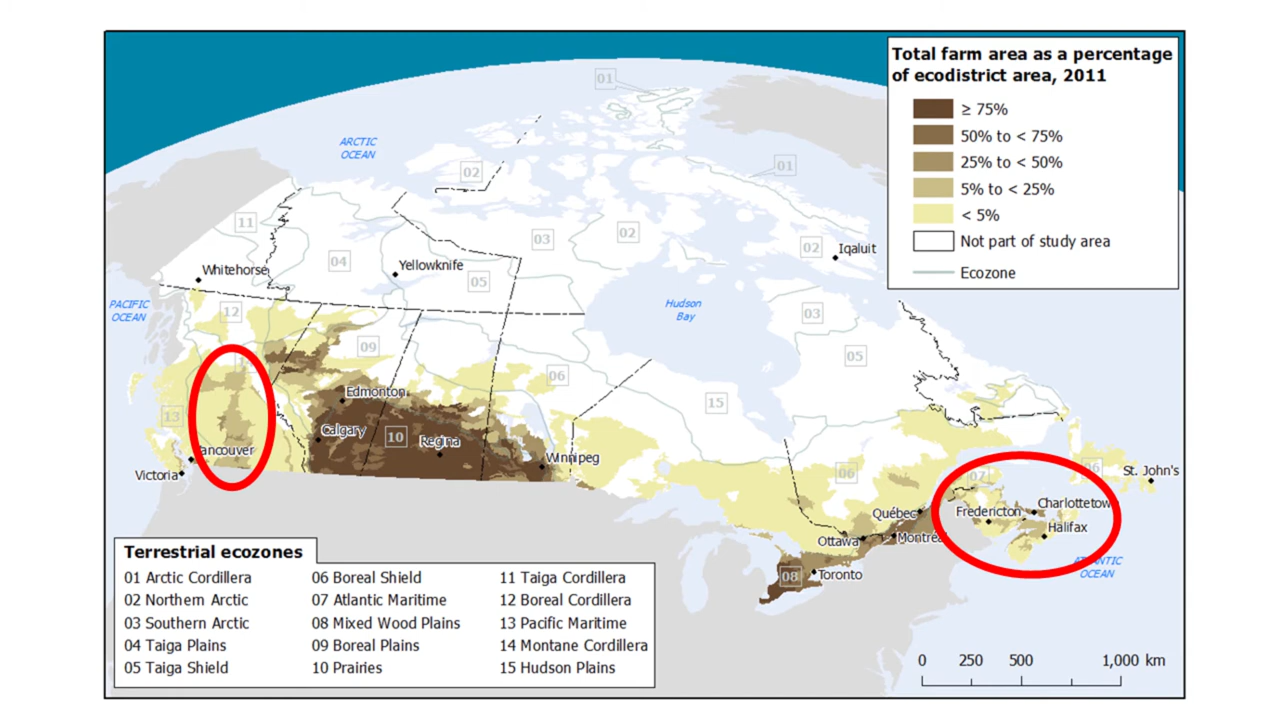 Total farm area as a percentage
of ecodistrict area, 2011
≥ 75%
50% to < 75%
25% to < 50%
5% to < 25%
< 5%
Not part of study area
Ecozone
01
ARCTIC
OCEAN
02
01
11
03
02
02
Iqaluit
04
Whitehorse
Yellowknife
05
PACIFIC
OCEAN
Hudson
Bay
12
03
09
05
06
Edmonton
15
13
Calgary
10
Regina
Vancouver
Winnipeg
Victoria
06
07
06
St. John's
Charlottetow
Fredericton
Québec
Halifax
Ottawa
Montréa
ATLANTIC
OCEAN
08
Toronto
Terrestrial ecozones
01 Arctic Cordillera
02 Northern Arctic
03 Southern Arctic
04 Taiga Plains
05 Taiga Shield
06 Boreal Shield
07 Atlantic Maritime
08 Mixed Wood Plains
09 Boreal Plains
10 Prairies
11 Taiga Cordillera
12 Boreal Cordillera
13 Pacific Maritime
14 Montane Cordillera
15 Hudson Plains
0 250 500 1,000 km